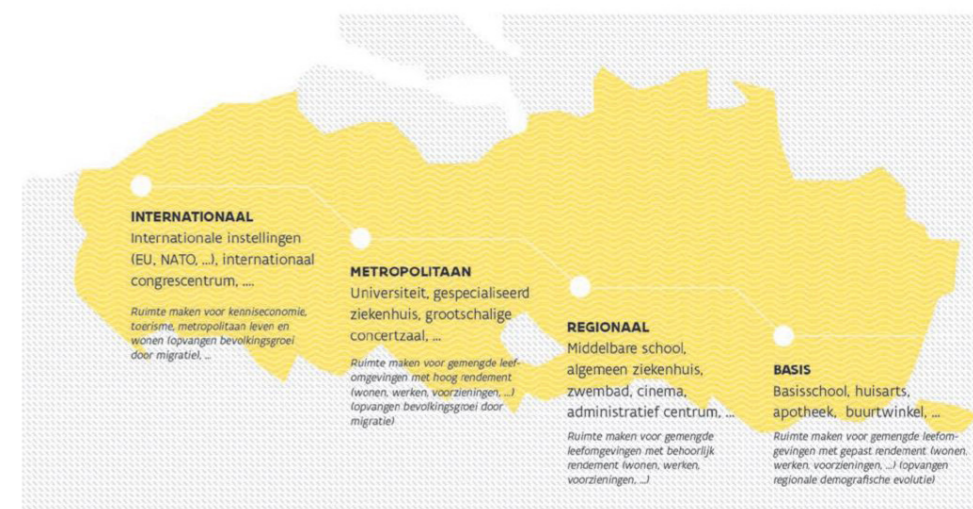 INTERNATIONAAL
Internationale instellingen
(EU, NATO, ...), internationaal
congrescentrum, ....
Ruimte maken voor kenniseconomie,
toerisme, metropolitaan leven en
wonen (opvangen bevolkingsgroei
door migratie), ...
METROPOLITAAN
Universiteit, gespecialiseerd
ziekenhuis, grootschalige
concertzaal, ...
Ruimte maken voor gemengde leef-
omgevingen met hoog rendement
(wonen, werken, voorzieningen, ...)
(opvangen bevolkingsgroei door
migratie)
REGIONAAL
Middelbare school,
algemeen ziekenhuis,
zwembad, cinema,
administratief centrum, ...
Ruimte maken voor gemengde
leefomgevingen met behoorlijk
rendement (wonen, werken,
voorzieningen, ...)
BASIS
Basisschool, huisarts,
apotheek, buurtwinkel, ...
Ruimte maken voor gemengde leefom-
gevingen met gepast rendement (wonen,
werken, voorzieningen, ...) (opvangen
regionale demografische evolutie)